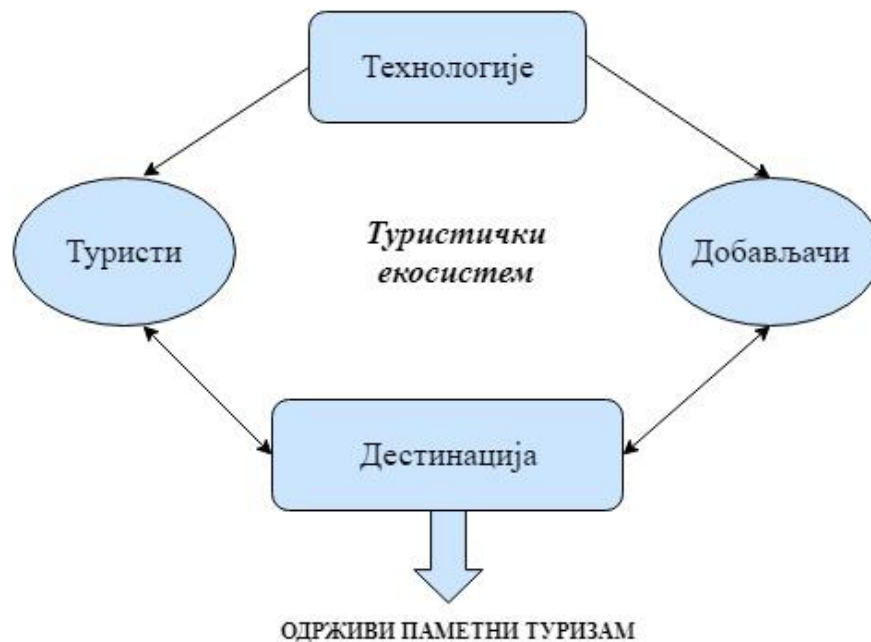 Технологије
Туристи
Туристички
екосистем
Добављачи
Дестинација
ОДРЖИВИ ПАМЕТНИ ТУРИЗАМ